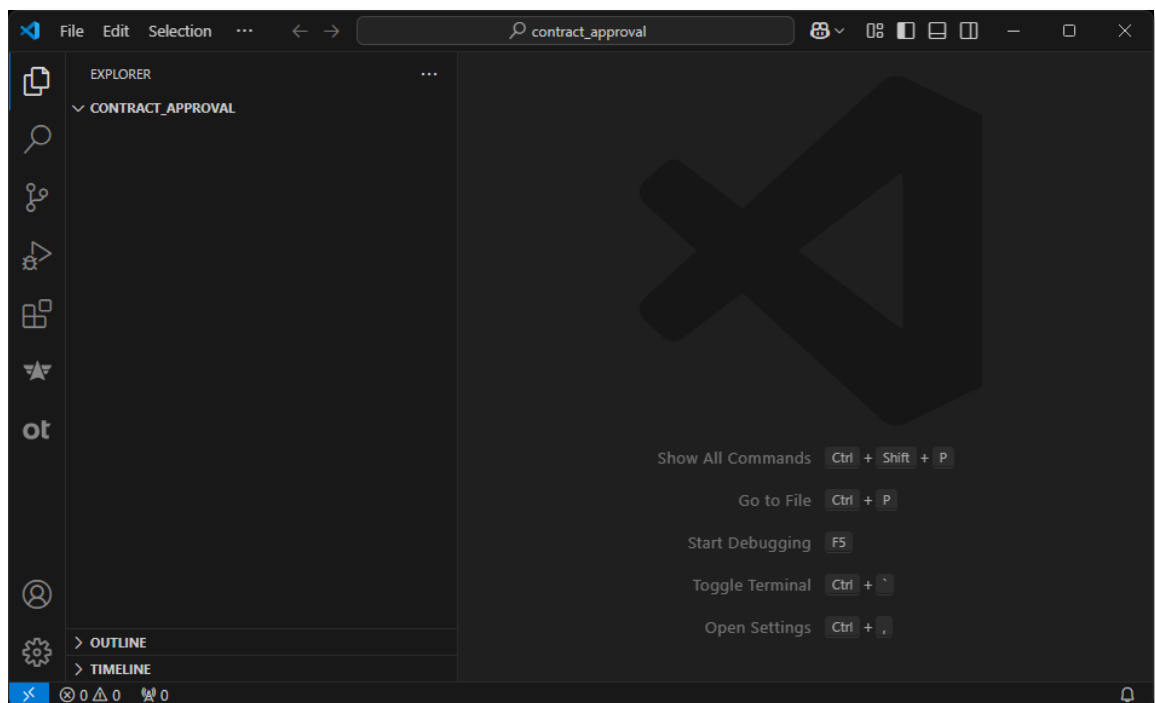 File Edit Selection ··· contract_approval
EXPLORER ···
CONTRACT_APPROVAL
ot
Show All Commands Ctrl + Shift + P
Go to File Ctrl + P
Start Debugging F5
Toggle Terminal Ctrl + `
Open Settings Ctrl + ,
OUTLINE
TIMELINE
0 0 0